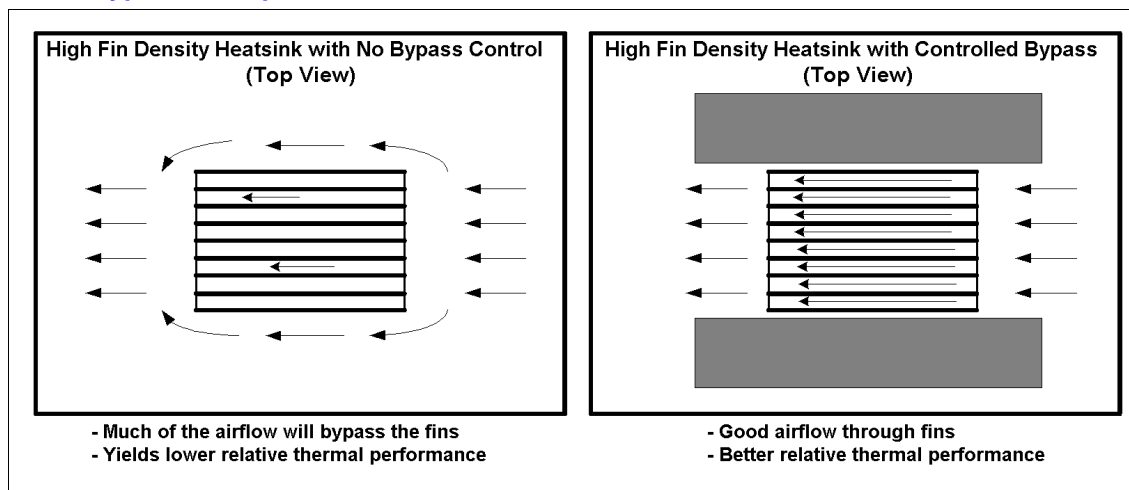 High Fin Density Heatsink with No Bypass Control
(Top View)
- Much of the airflow will bypass the fins
- Yields lower relative thermal performance
High Fin Density Heatsink with Controlled Bypass
(Top View)
- Good airflow through fins
- Better relative thermal performance